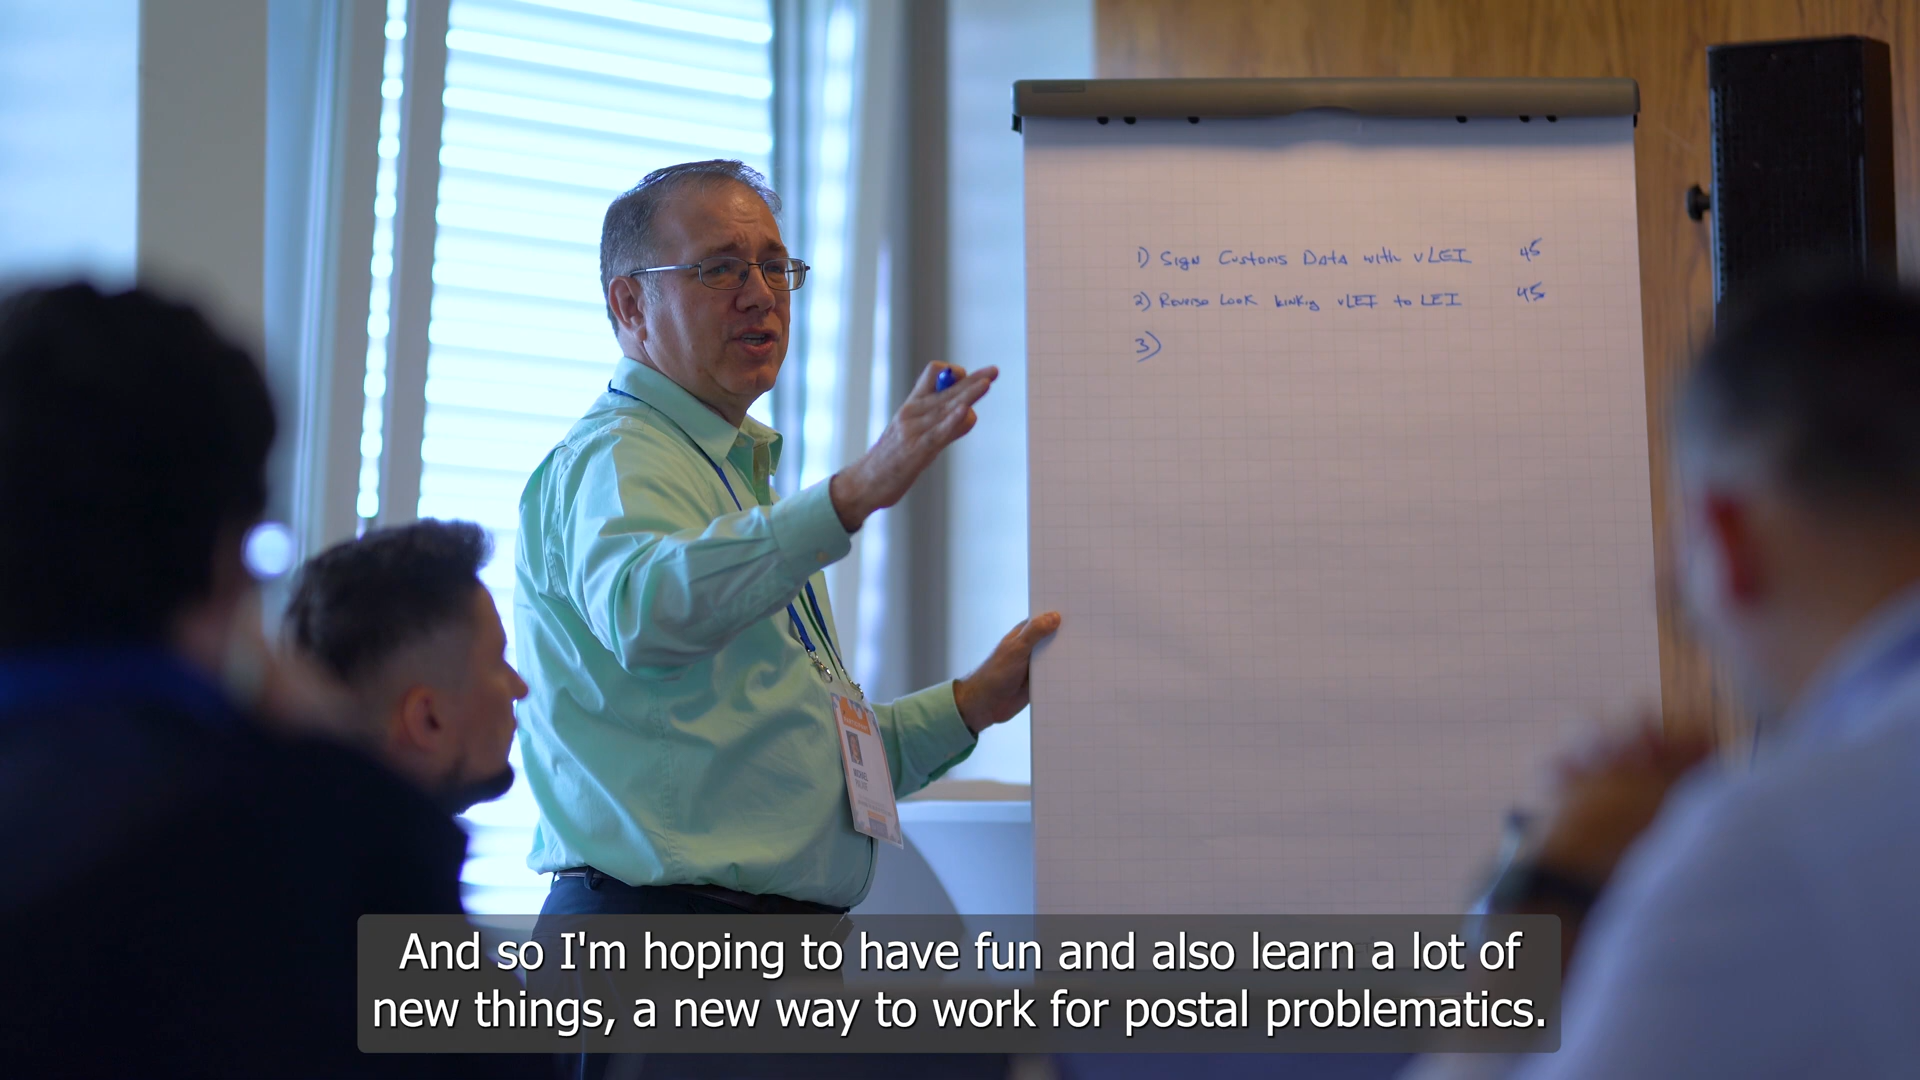 1) Sign Customs Data with vLEI 45
2) Reverse Look linking vLEI to LEI 45
3)
MICHAEL
And so I'm hoping to have fun and also learn a lot of
new things, a new way to work for postal problematics.